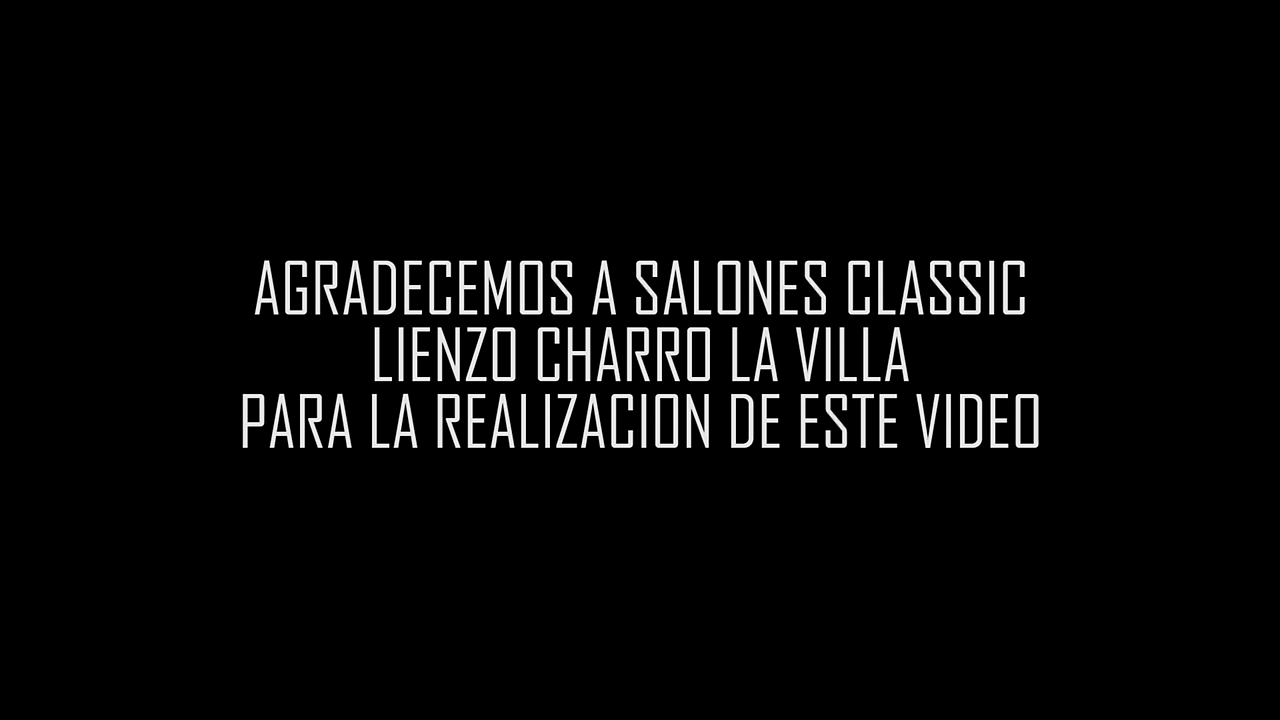 AGRADECEMOS A SALONES CLASSIC
LIENZO CHARRO LA VILLA
PARA LA REALIZACION DE ESTE VIDEO